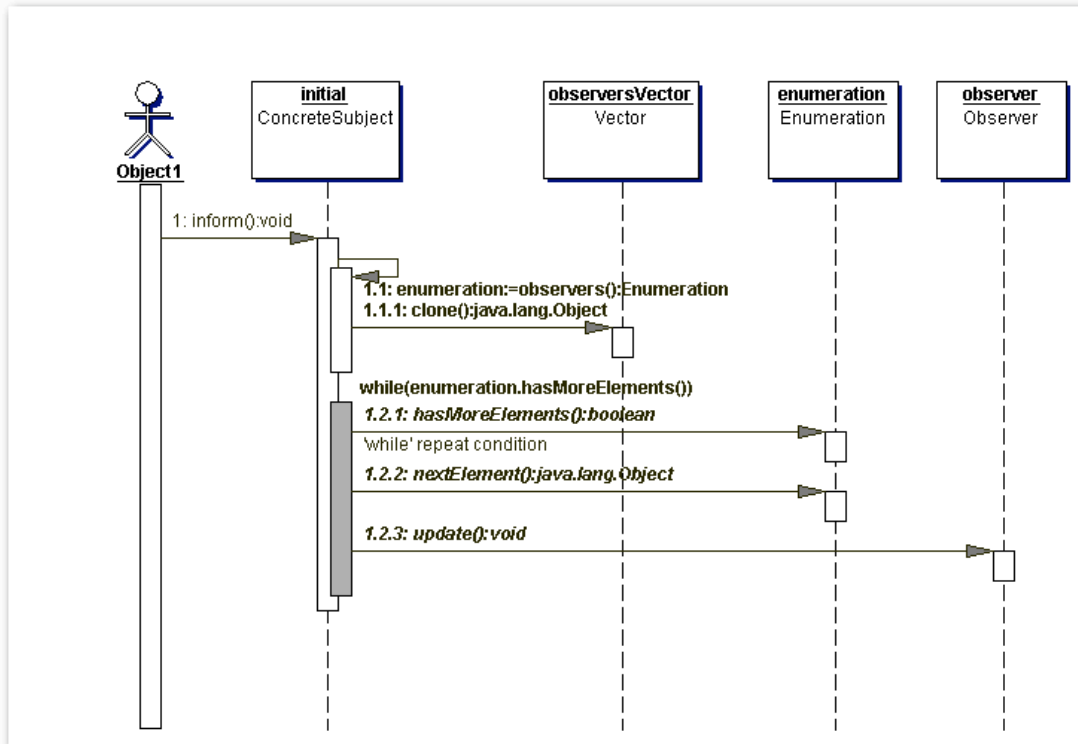 initial
ConcreteSubject
observersVector
Vector
enumeration
Enumeration
observer
Observer
Object1
1: inform():void
1.1: enumeration:=observers():Enumeration
1.1.1: clone():java.lang.Object
while(enumeration.hasMoreElements())
1.2.1: hasMoreElements():boolean
'while' repeat condition
1.2.2: nextElement():java.lang.Object
1.2.3: update():void